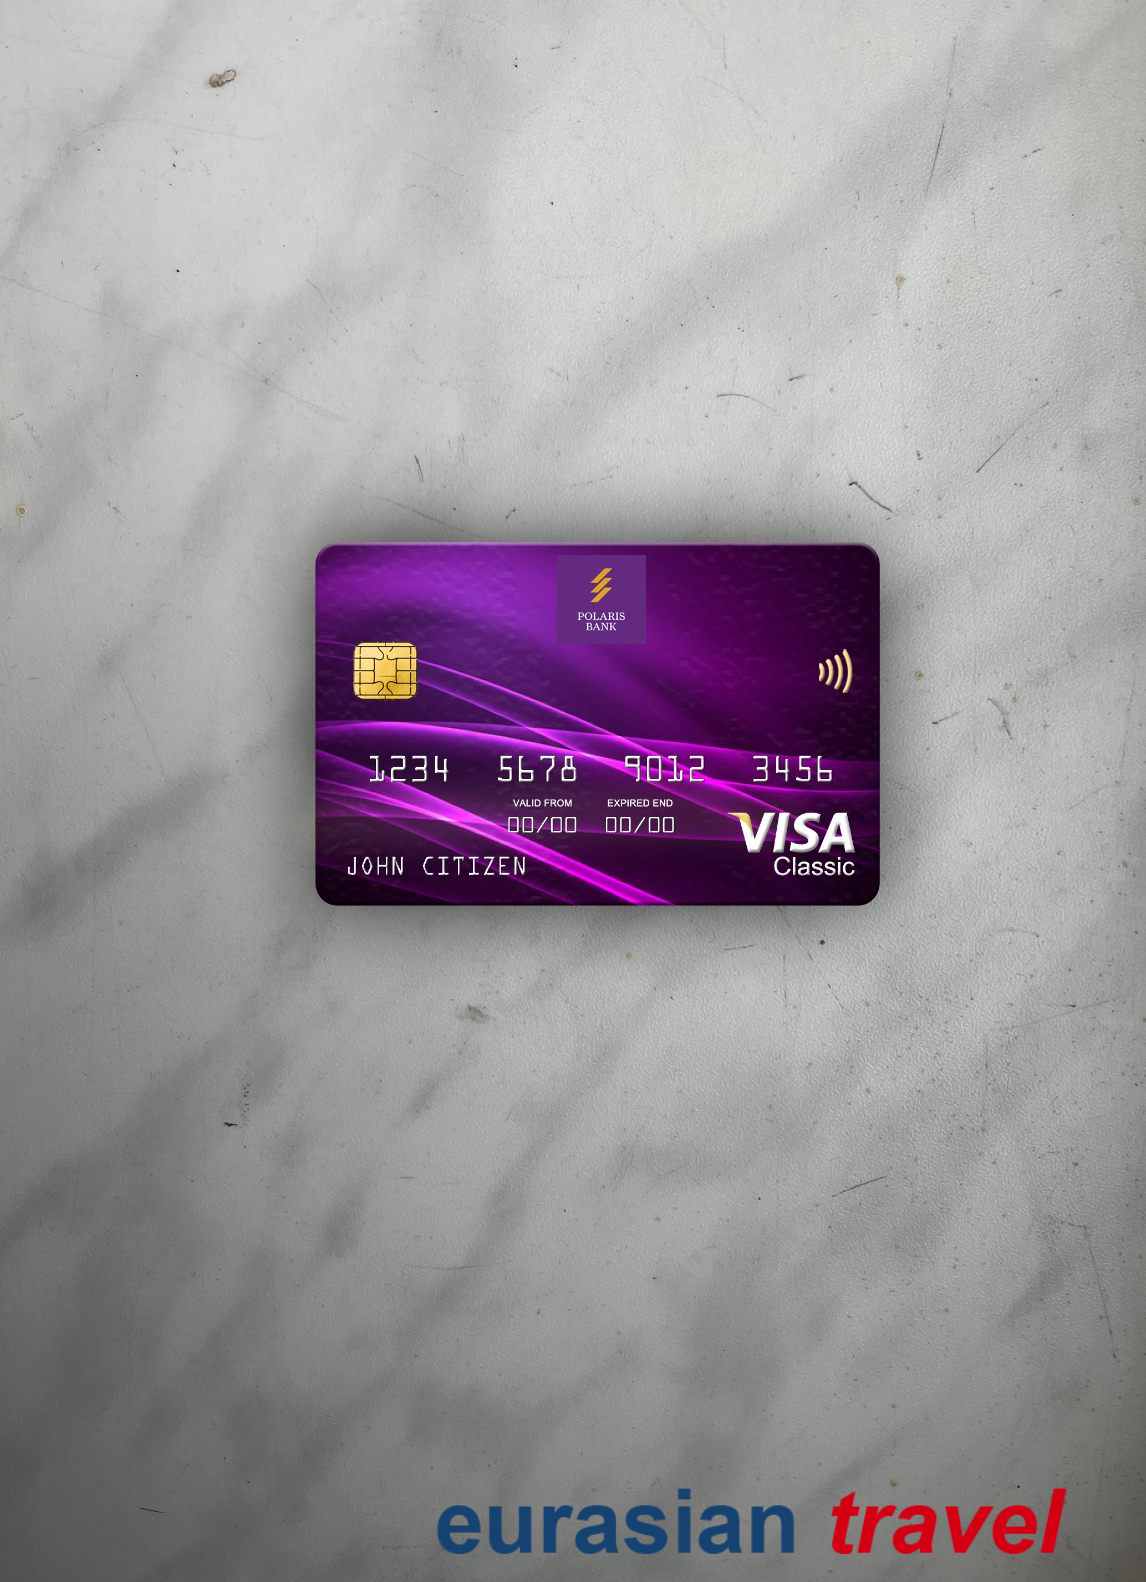 POLARIS
BANK
1234 5678 9012 3456
VALID FROM EXPIRED END
00/00 00/00
VISA
Classic
JOHN CITIZEN
eurasian travel